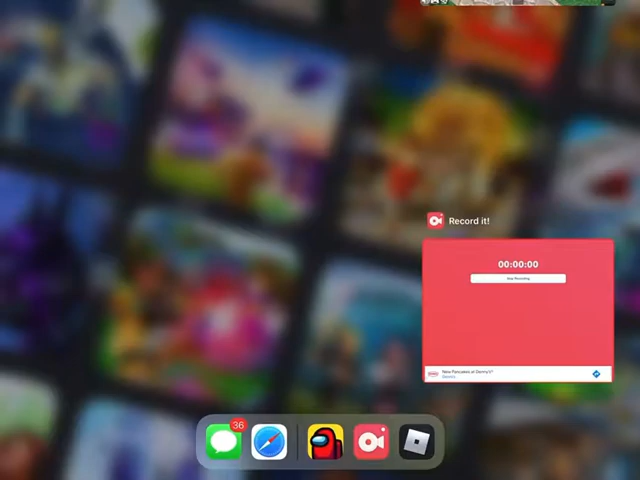 Record it!
00:00:00
Stop Recording
New Pancakes at Denny's?
36